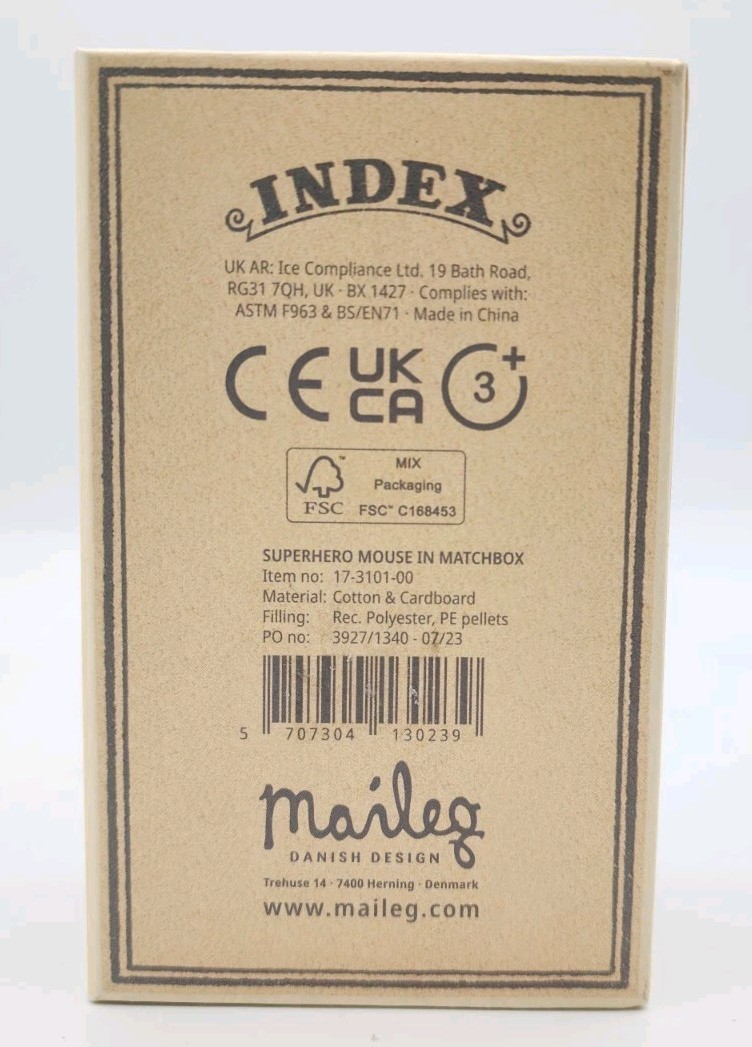 INDEX
UK AR: Ice Compliance Ltd. 19 Bath Road,
RG31 7QH, UK · BX 1427 · Complies with:
ASTM F963 & BS/EN71 · Made in China
CE UK CA 3+
MIX
Packaging
FSC™ C168453
FSC™
SUPERHERO MOUSE IN MATCHBOX
Item no: 17-3101-00
Material: Cotton & Cardboard
Filling: Rec. Polyester, PE pellets
PO no: 3927/1340 - 07/23
5 707304 130239
maileg
DANISH DESIGN
Trehuse 14 · 7400 Herning · Denmark
www.maileg.com